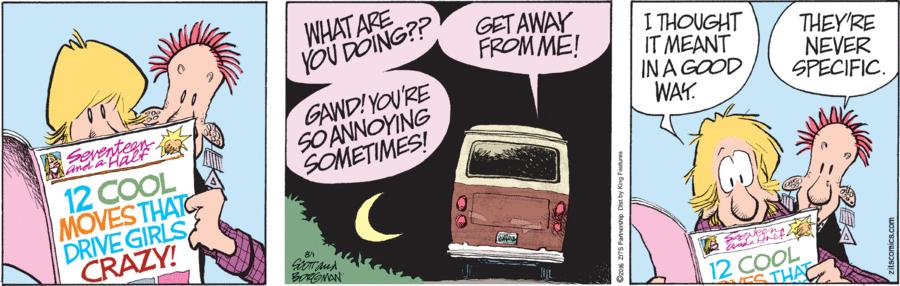 Seventeen
and a Half
12 COOL
MOVES THAT
DRIVE GIRLS
CRAZY!
WHAT ARE
YOU DOING??
GET AWAY
FROM ME!
GAWD! YOU'RE
SO ANNOYING
SOMETIMES!
8/1
SCOTT and
BORGMAN
©2016 ZITS Partnership. Dist. by King Features
I THOUGHT
IT MEANT
IN A GOOD
WAY.
THEY'RE
NEVER
SPECIFIC.
Seventeen
and a Half
12 COOL
MOVES THAT
zitscomics.com